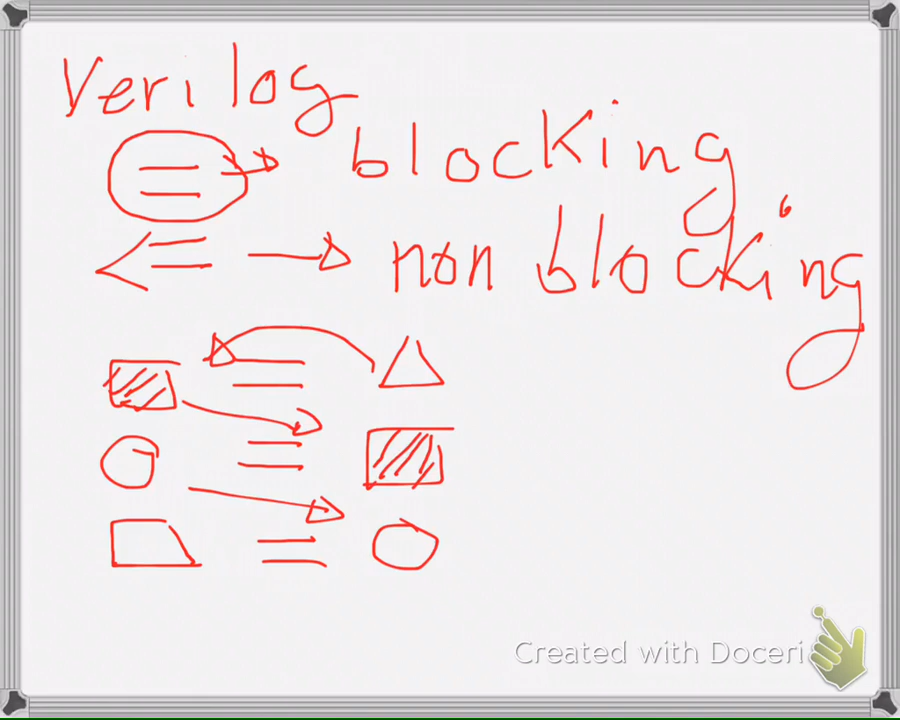 Verilog
= blocking
<= non blocking
=
=
=
Created with Doceri